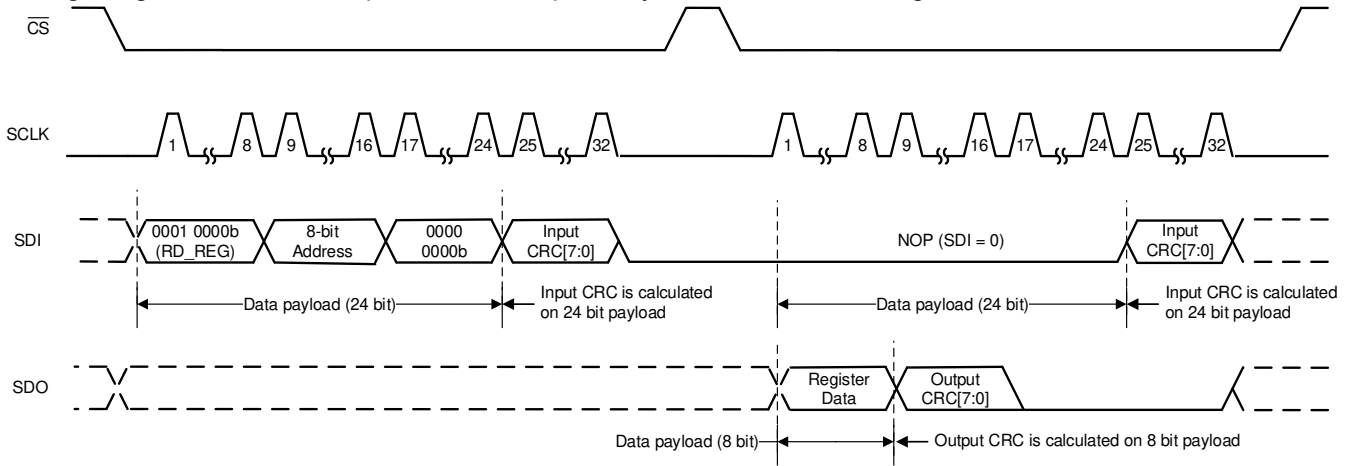 CS
SCLK
1 8 9 16 17 24 25 32 1 8 9 16 17 24 25 32
SDI
0001 0000b
(RD_REG)
8-bit
Address
0000
0000b
Input
CRC[7:0]
NOP (SDI = 0)
Input
CRC[7:0]
Data payload (24 bit)
Input CRC is calculated
on 24 bit payload
Data payload (24 bit)
Input CRC is calculated
on 24 bit payload
SDO
Register
Data
Output
CRC[7:0]
Data payload (8 bit)
Output CRC is calculated on 8 bit payload